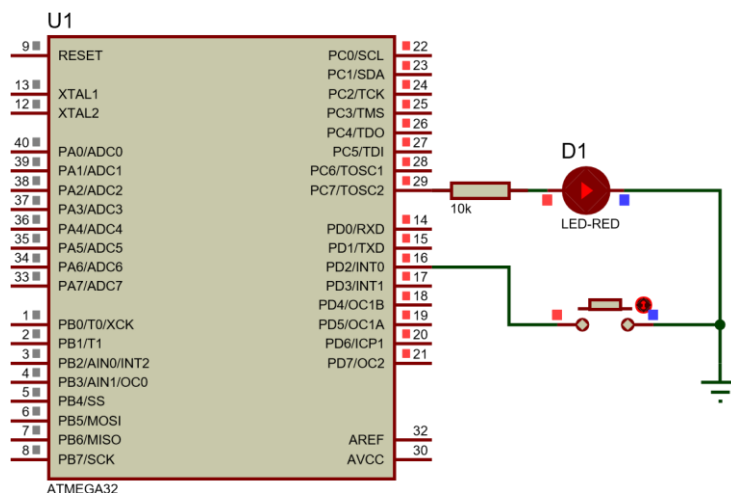 U1
9 RESET
13 XTAL1
12 XTAL2
40 PA0/ADC0
39 PA1/ADC1
38 PA2/ADC2
37 PA3/ADC3
36 PA4/ADC4
35 PA5/ADC5
34 PA6/ADC6
33 PA7/ADC7
1 PB0/T0/XCK
2 PB1/T1
3 PB2/AIN0/INT2
4 PB3/AIN1/OC0
5 PB4/SS
6 PB5/MOSI
7 PB6/MISO
8 PB7/SCK
PC0/SCL 22
PC1/SDA 23
PC2/TCK 24
PC3/TMS 25
PC4/TDO 26
PC5/TDI 27
PC6/TOSC1 28
PC7/TOSC2 29
PD0/RXD 14
PD1/TXD 15
PD2/INT0 16
PD3/INT1 17
PD4/OC1B 18
PD5/OC1A 19
PD6/ICP1 20
PD7/OC2 21
AREF 32
AVCC 30
ATMEGA32
10k
D1
LED-RED